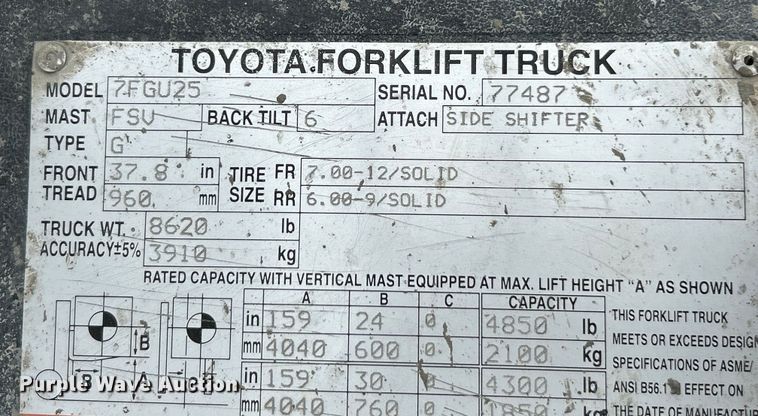 TOYOTA FORKLIFT TRUCK
MODEL 7FGU25 SERIAL NO. 77487
MAST FSV BACK TILT 6 ATTACH SIDE SHIFTER
TYPE G
FRONT TREAD 37.8 in TIRE SIZE FR 7.00-12/SOLID
960 mm RR 6.00-9/SOLID
TRUCK WT. 8620 lb
ACCURACY±5% 3910 kg
RATED CAPACITY WITH VERTICAL MAST EQUIPPED AT MAX. LIFT HEIGHT "A" AS SHOWN
A B C CAPACITY
in 159 24 0 4850 lb THIS FORKLIFT TRUCK
mm 4040 600 0 2100 kg MEETS OR EXCEEDS DESIGN
SPECIFICATIONS OF ASME/
in 159 30 0 4300 lb ANSI B56.1 EFFECT ON
mm 4040 760 0 1850 kg THE DATE OF MANUFACTUR
B
B A
Purple Wave Auction